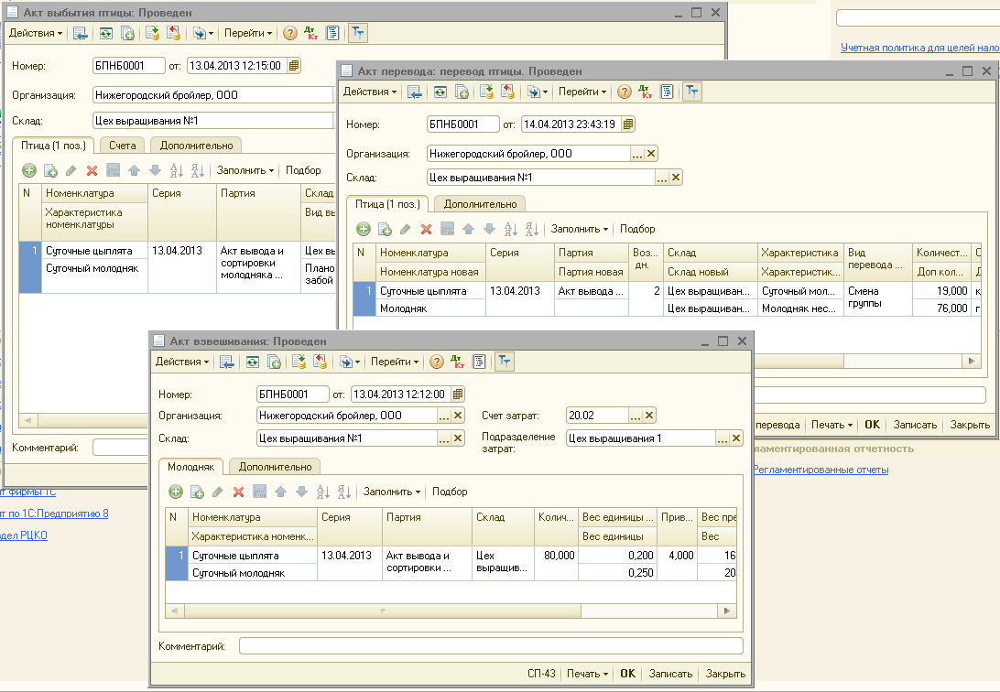 Акт выбытия птицы: Проведен
Действия Перейти Дт Кт
Номер: БПНБ0001 от: 13.04.2013 12:15:00
Организация: Нижегородский бройлер, ООО
Склад: Цех выращивания №1
Птица (1 поз.) Счета Дополнительно
Заполнить Подбор
N Номенклатура Серия Партия Склад
Характеристика номенклатуры Вид
1 Суточные цыплята 13.04.2013 Акт вывода и сортировки молодняка ... Цех
Суточный молодняк забой
Комментарий:
Учетная политика для целей
Акт перевода: перевод птицы. Проведен
Действия Перейти Дт Кт
Номер: БПНБ0001 от: 14.04.2013 23:43:19
Организация: Нижегородский бройлер, ООО ...
Склад: Цех выращивания №1 ...
Птица (1 поз.) Дополнительно
Заполнить Подбор
N Номенклатура Серия Партия Воз... дн. Склад Характеристика Вид перевода ... Количест...
Номенклатура новая Партия новая Склад новый Характеристик... Доп кол...
1 Суточные цыплята 13.04.2013 Акт вывода ... 2 Цех выращиван... Суточный мол... Смена группы 19,000
Молодняк Цех выращиван... Молодняк нес... 76,000
перевода Печать OK Записать Закрыть
Акт взвешивания: Проведен
Действия Перейти Дт Кт
Номер: БПНБ0001 от: 13.04.2013 12:12:00
Организация: Нижегородский бройлер, ООО ... Счет затрат: 20.02 ...
Склад: Цех выращивания №1 ... Подразделение затрат: Цех выращивания 1 ...
Молодняк Дополнительно
Заполнить Подбор
N Номенклатура Серия Партия Склад Колич... Вес единицы ... Прив... Вес пре
Характеристика номенк... Вес единицы Вес
1 Суточные цыплята 13.04.2013 Акт вывода и сортировки ... Цех выращив... 80,000 0,200 4,000 16
Суточный молодняк 0,250 20
Комментарий:
СП-43 Печать OK Записать Закрыть
ламентированная отчетность
Регламентированные отчеты
фирмы 1С
по 1С:Предприятию 8
РЦКО